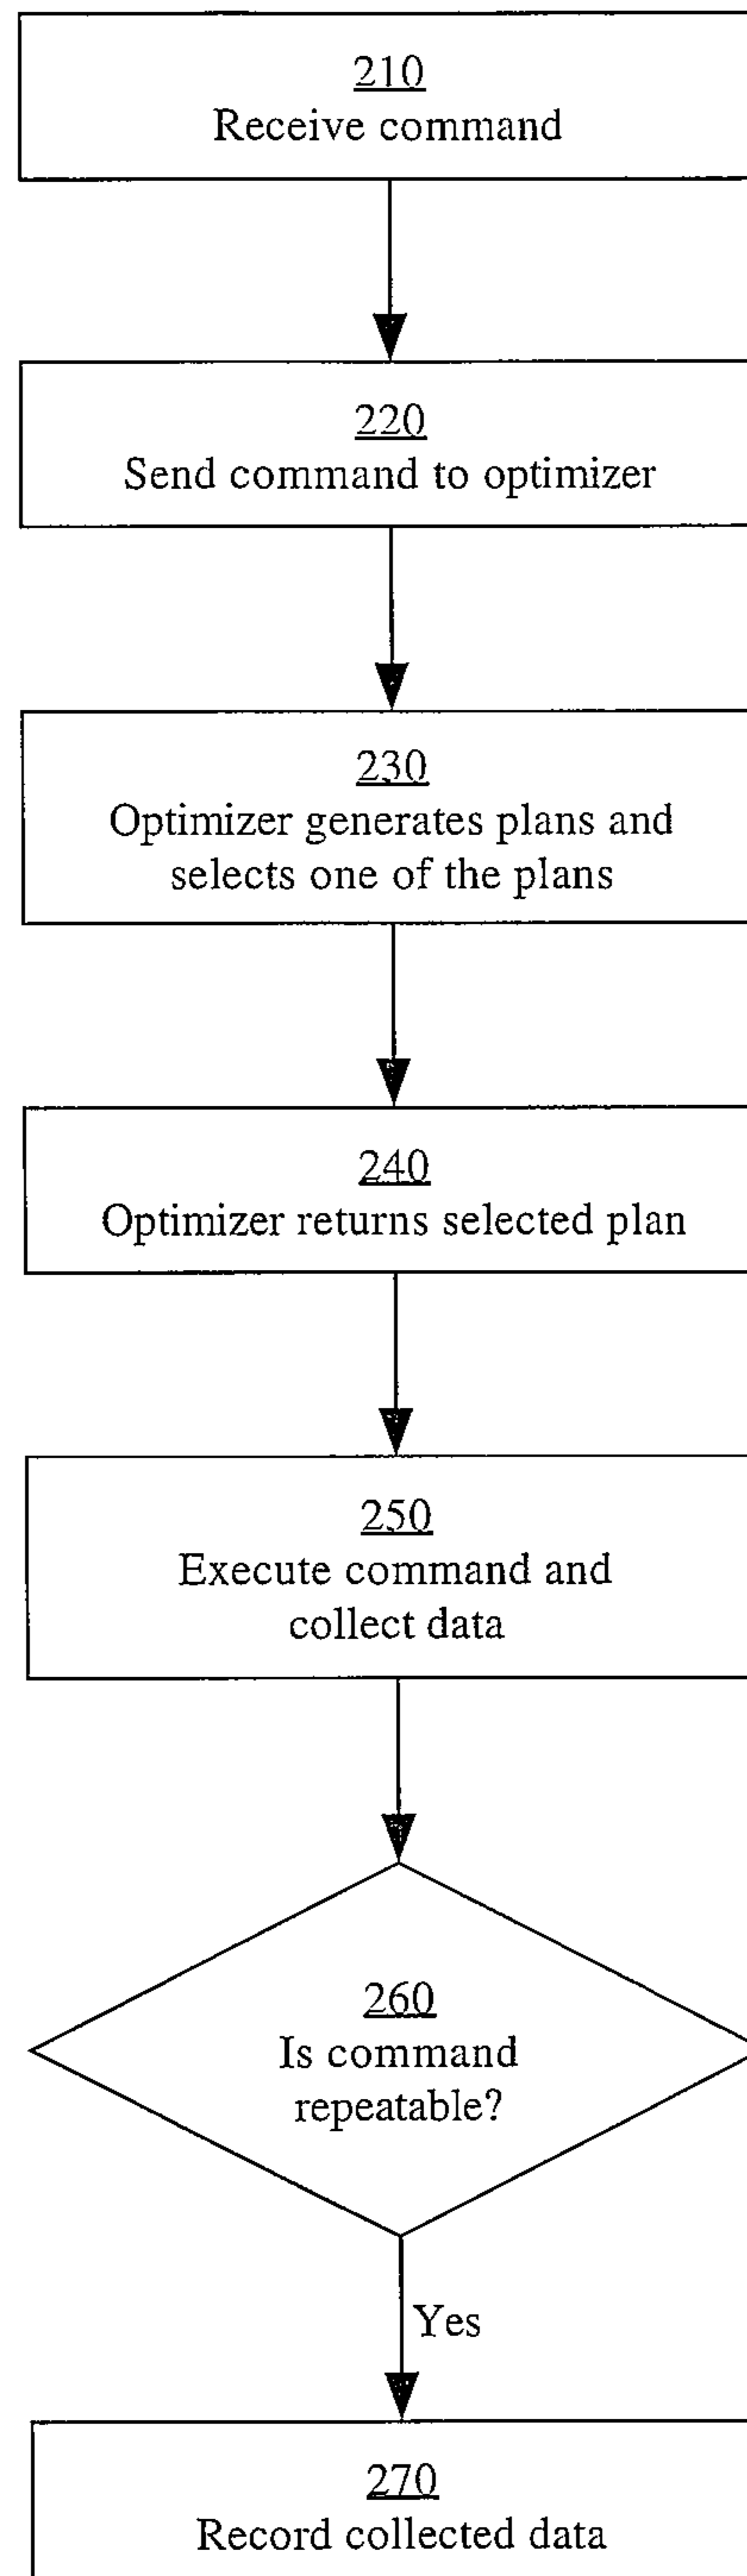 210
Receive command
220
Send command to optimizer
230
Optimizer generates plans and
selects one of the plans
240
Optimizer returns selected plan
250
Execute command and
collect data
260
Is command
repeatable?
Yes
270
Record collected data